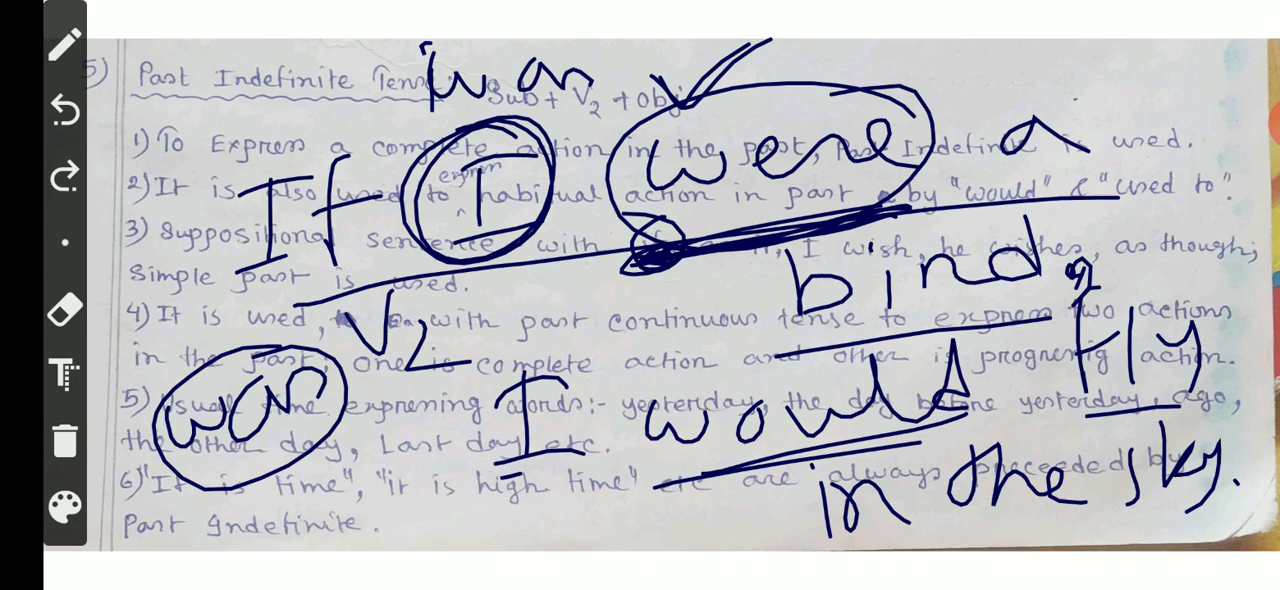 5) Past Indefinite Tense Sub + V2 + obj
1) To Express a complete action in the past, Past Indefinite is used.
2) It is also used to express habitual action in past by "would" & "used to".
3) Suppositional sentence with I wish, he wishes, as though,
Simple past is used.
4) It is used, with past continuous tense to express two actions
in the past, one is complete action and other is progressig action.
5) Usual time expressing words:- yesterday, the day before yesterday, ago,
the other day, Last day etc.
6) "It is time", "it is high time" etc are always preceeded by
Past Indefinite.
was
If I were a
bird,
V2
was
I would fly
in the sky.